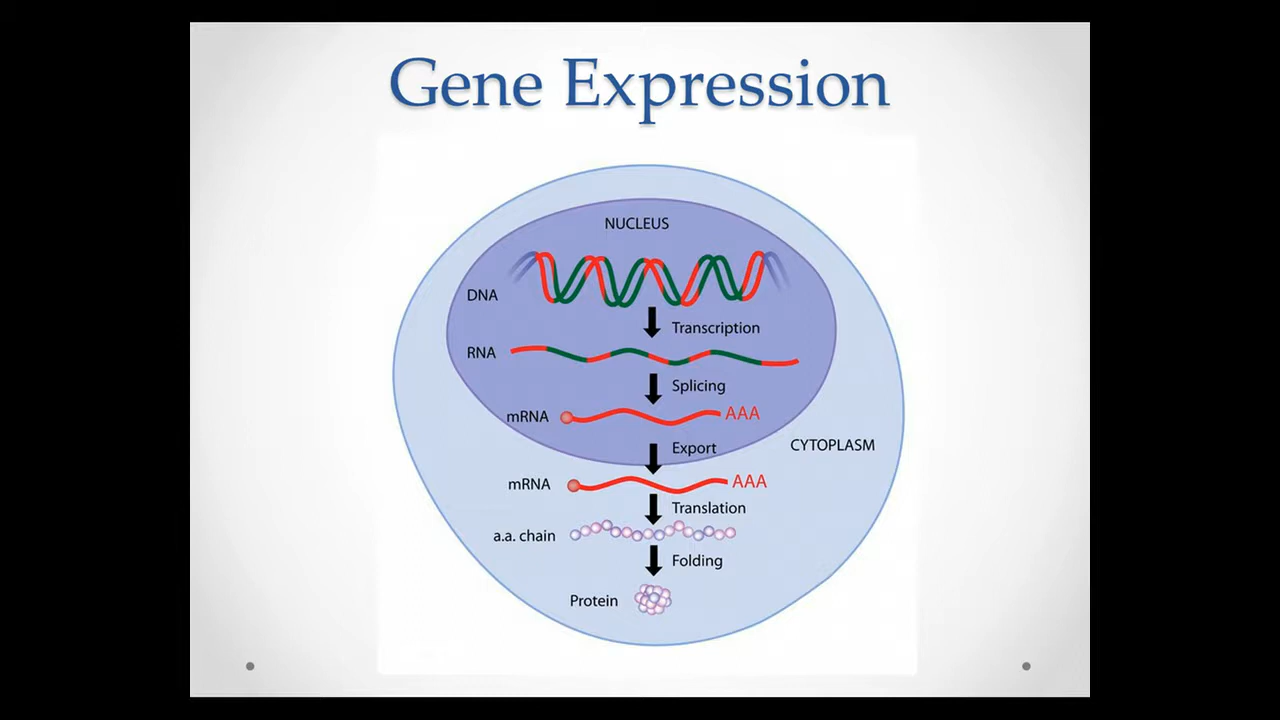 Gene Expression
NUCLEUS
DNA
Transcription
RNA
Splicing
mRNA
AAA
Export
CYTOPLASM
mRNA
AAA
Translation
a.a. chain
Folding
Protein